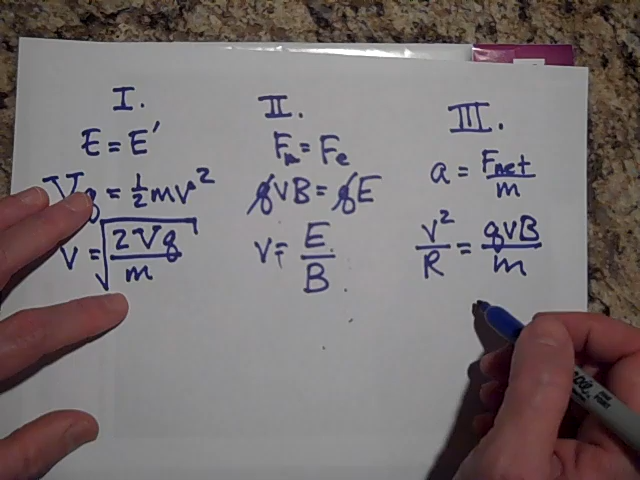 I.
E = E′
Vq = ½mv²
v = √(2Vq/m)
II.
Fm = Fe
qvB = qE
v = E/B
III.
a = Fnet/m
v²/R = qvB/m